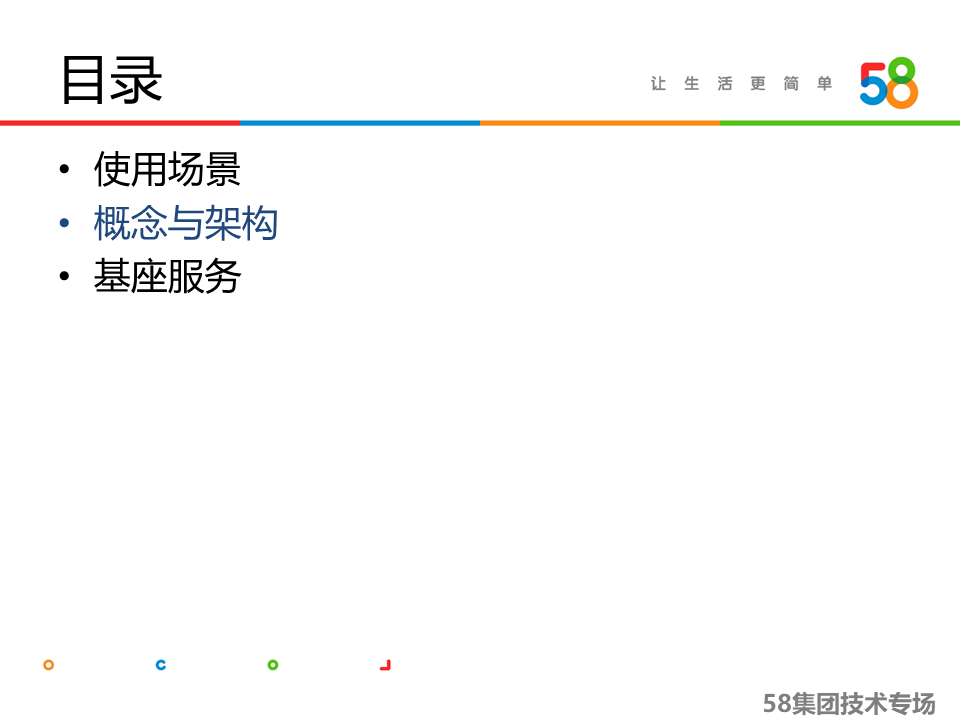 目录
让生活更简单
58
• 使用场景
• 概念与架构
• 基座服务
58集团技术专场